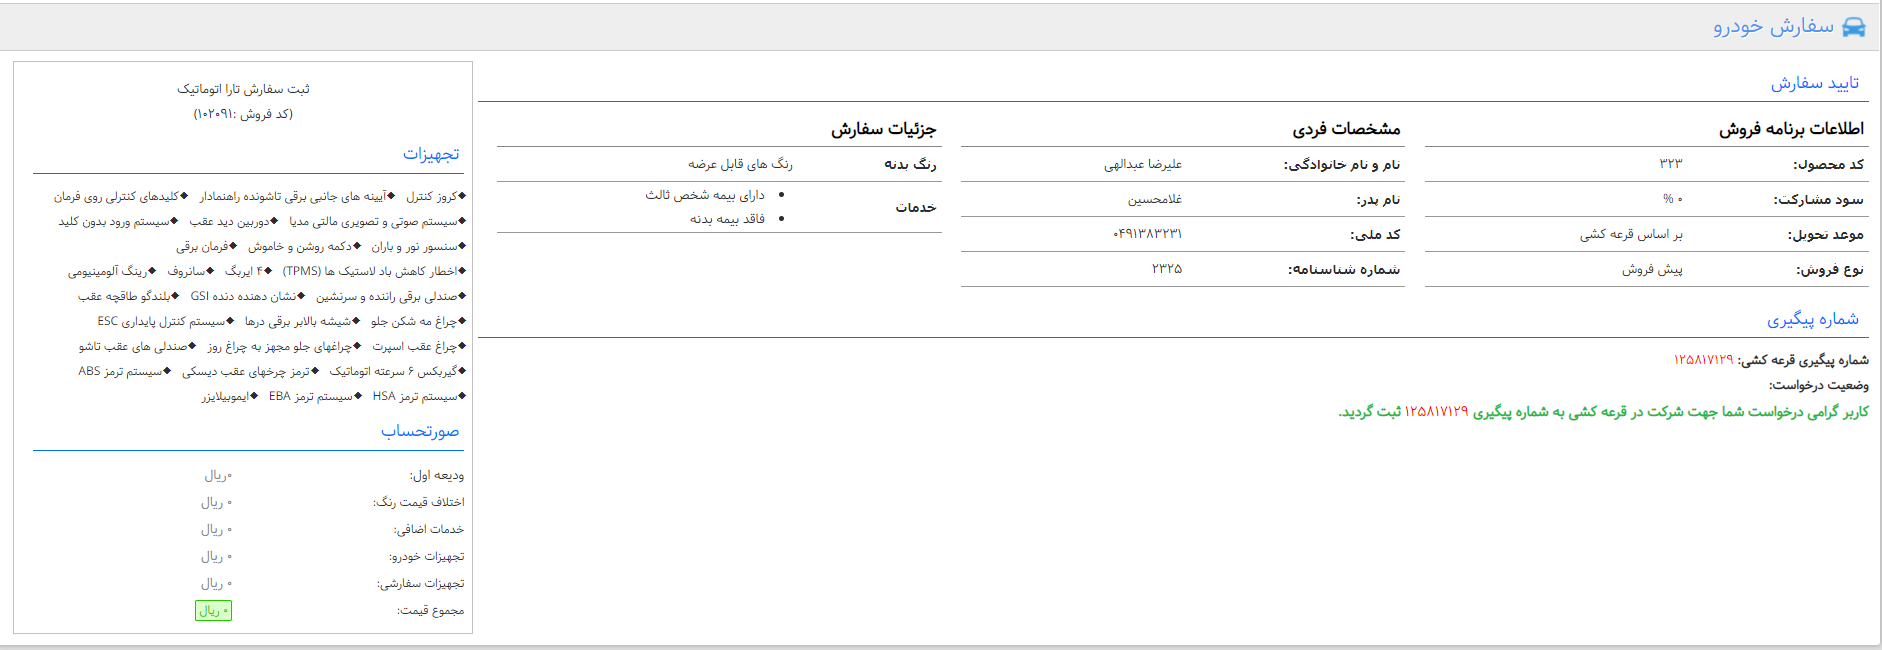 سفارش خودرو
تایید سفارش
اطلاعات برنامه فروش
کد محصول: ۳۲۳
سود مشارکت: ۰ %
موعد تحویل: بر اساس قرعه کشی
نوع فروش: پیش فروش
مشخصات فردی
نام و نام خانوادگی: علیرضا عبدالهی
نام پدر: غلامحسین
کد ملی: ۰۴۹۱۳۸۳۲۳۱
شماره شناسنامه: ۲۳۲۵
جزئیات سفارش
رنگ بدنه رنگ های قابل عرضه
خدمات
• دارای بیمه شخص ثالث
• فاقد بیمه بدنه
شماره پیگیری
شماره پیگیری قرعه کشی: ۱۲۵۸۱۷۱۲۹
وضعیت درخواست:
کاربر گرامی درخواست شما جهت شرکت در قرعه کشی به شماره پیگیری ۱۲۵۸۱۷۱۲۹ ثبت گردید.
ثبت سفارش تارا اتوماتیک
(کد فروش :۱۰۲۰۹۱)
تجهیزات
◆کروز کنترل ◆آیینه های جانبی برقی تاشونده راهنمادار ◆کلیدهای کنترلی روی فرمان
◆سیستم صوتی و تصویری مالتی مدیا ◆دوربین دید عقب ◆سیستم ورود بدون کلید
◆سنسور نور و باران ◆دکمه روشن و خاموش ◆فرمان برقی
◆اخطار کاهش باد لاستیک ها (TPMS) ◆۴ ایربگ ◆سانروف ◆رینگ آلومینیومی
◆صندلی برقی راننده و سرنشین ◆نشان دهنده دنده GSI ◆بلندگو طاقچه عقب
◆چراغ مه شکن جلو ◆شیشه بالابر برقی درها ◆سیستم کنترل پایداری ESC
◆چراغ عقب اسپرت ◆چراغهای جلو مجهز به چراغ روز ◆صندلی های عقب تاشو
◆گیربکس ۶ سرعته اتوماتیک ◆ترمز چرخهای عقب دیسکی ◆سیستم ترمز ABS
◆سیستم ترمز HSA ◆سیستم ترمز EBA ◆ایموبیلایزر
صورتحساب
ودیعه اول: ۰ریال
اختلاف قیمت رنگ: ۰ ریال
خدمات اضافی: ۰ ریال
تجهیزات خودرو: ۰ ریال
تجهیزات سفارشی: ۰ ریال
مجموع قیمت: ۰ ریال